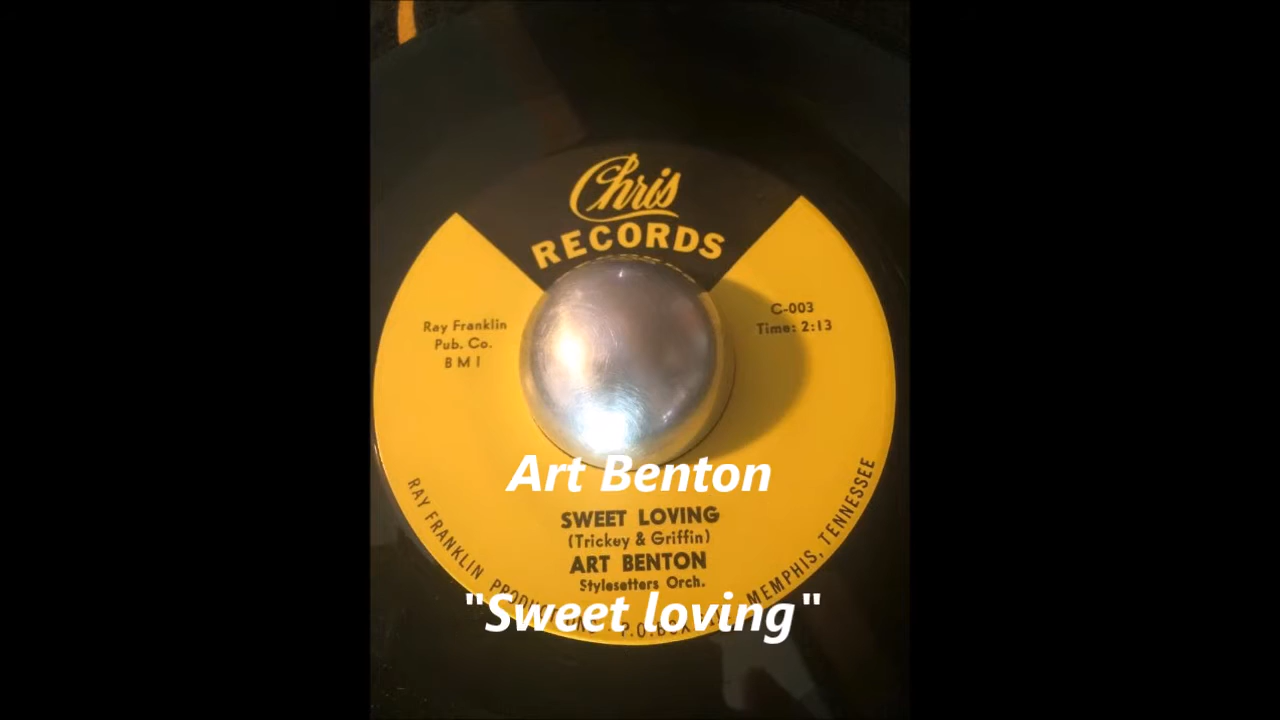 Chris
RECORDS
Ray Franklin
Pub. Co.
B M I
C-003
Time: 2:13
Art Benton
SWEET LOVING
(Trickey & Griffin)
ART BENTON
Stylesetters Orch.
"Sweet loving"
RAY FRANKLIN P.O. MEMPHIS, TENNESSEE